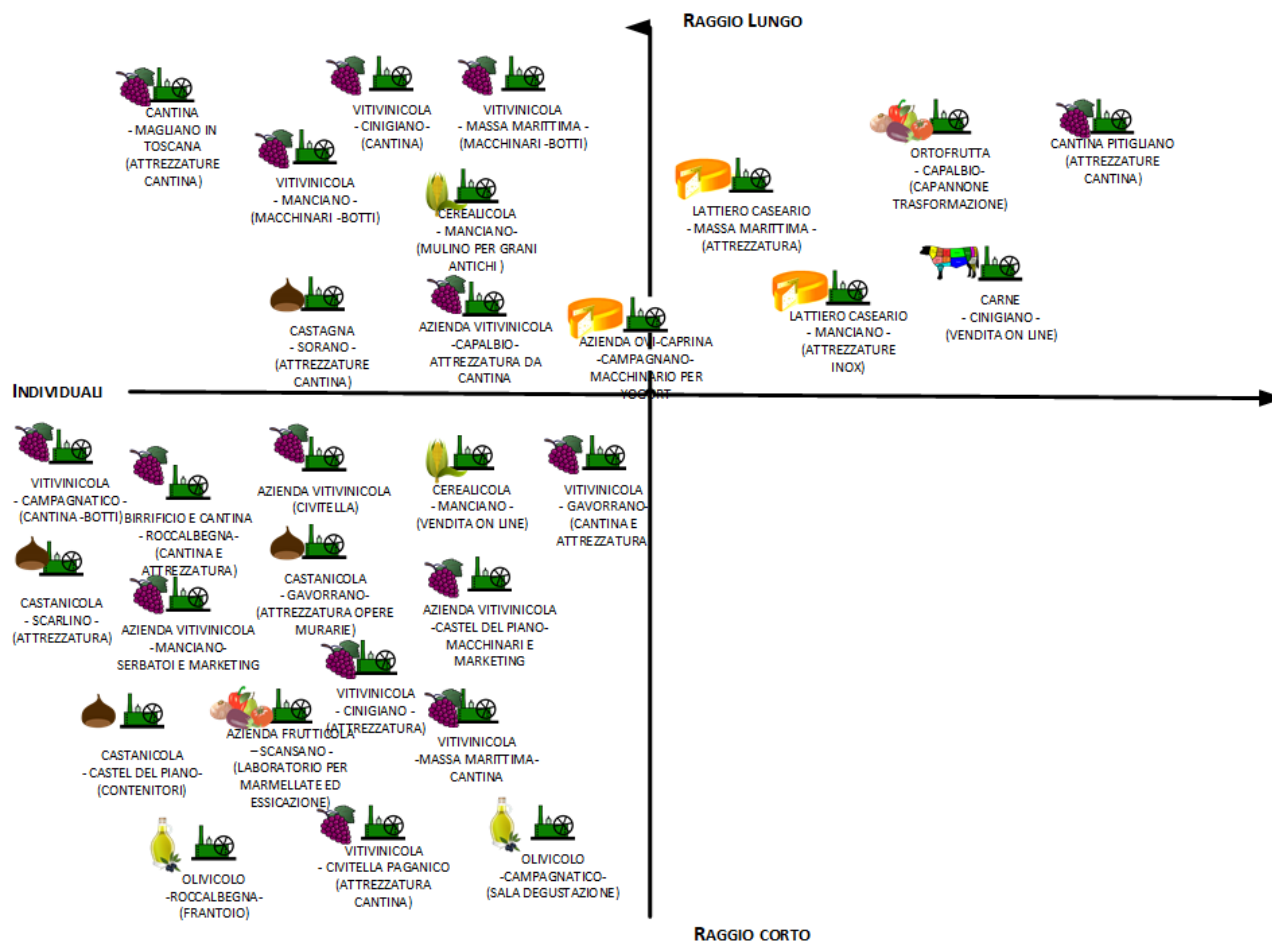 RAGGIO LUNGO
CANTINA
- MAGLIANO IN
TOSCANA
(ATTREZZATURE
CANTINA)
VITIVINICOLA
- CINIGIANO-
(CANTINA)
VITIVINICOLA
- MASSA MARITTIMA -
(MACCHINARI -BOTTI)
ORTOFRUTTA
- CAPALBIO-
(CAPANNONE
TRASFORMAZIONE)
CANTINA PITIGLIANO
(ATTREZZATURE
CANTINA)
VITIVINICOLA
- MANCIANO -
(MACCHINARI -BOTTI)
CEREALICOLA
- MANCIANO-
(MULINO PER GRANI
ANTICHI )
LATTIERO CASEARIO
- MASSA MARITTIMA -
(ATTREZZATURA)
CASTAGNA
- SORANO -
(ATTREZZATURE
CANTINA)
AZIENDA VITIVINICOLA
-CAPALBIO-
ATTREZZATURA DA
CANTINA
AZIENDA OVI-CAPRINA
-CAMPAGNANO-
MACCHINARIO PER
YOGURT
LATTIERO CASEARIO
- MANCIANO -
(ATTREZZATURE
INOX)
CARNE
- CINIGIANO -
(VENDITA ON LINE)
INDIVIDUALI
VITIVINICOLA
- CAMPAGNATICO -
(CANTINA -BOTTI)
BIRRIFICIO E CANTINA
-ROCCALBEGNA-
(CANTINA E
ATTREZZATURA)
AZIENDA VITIVINICOLA
(CIVITELLA)
CEREALICOLA
- MANCIANO -
(VENDITA ON LINE)
VITIVINICOLA
- GAVORRANO-
(CANTINA E
ATTREZZATURA
CASTANICOLA
- SCARLINO -
(ATTREZZATURA)
AZIENDA VITIVINICOLA
-MANCIANO-
SERBATOI E MARKETING
CASTANICOLA
- GAVORRANO-
(ATTREZZATURA OPERE
MURARIE)
AZIENDA VITIVINICOLA
-CASTEL DEL PIANO-
MACCHINARI E
MARKETING
CASTANICOLA
- CASTEL DEL PIANO-
(CONTENITORI)
AZIENDA FRUTTICOLA
– SCANSANO -
(LABORATORIO PER
MARMELLATE ED
ESSICAZIONE)
VITIVINICOLA
- CINIGIANO -
(ATTREZZATURA)
VITIVINICOLA
-MASSA MARITTIMA-
CANTINA
OLIVICOLO
-ROCCALBEGNA-
(FRANTOIO)
VITIVINICOLA
- CIVITELLA PAGANICO
(ATTREZZATURA
CANTINA)
OLIVICOLO
-CAMPAGNATICO-
(SALA DEGUSTAZIONE)
RAGGIO CORTO